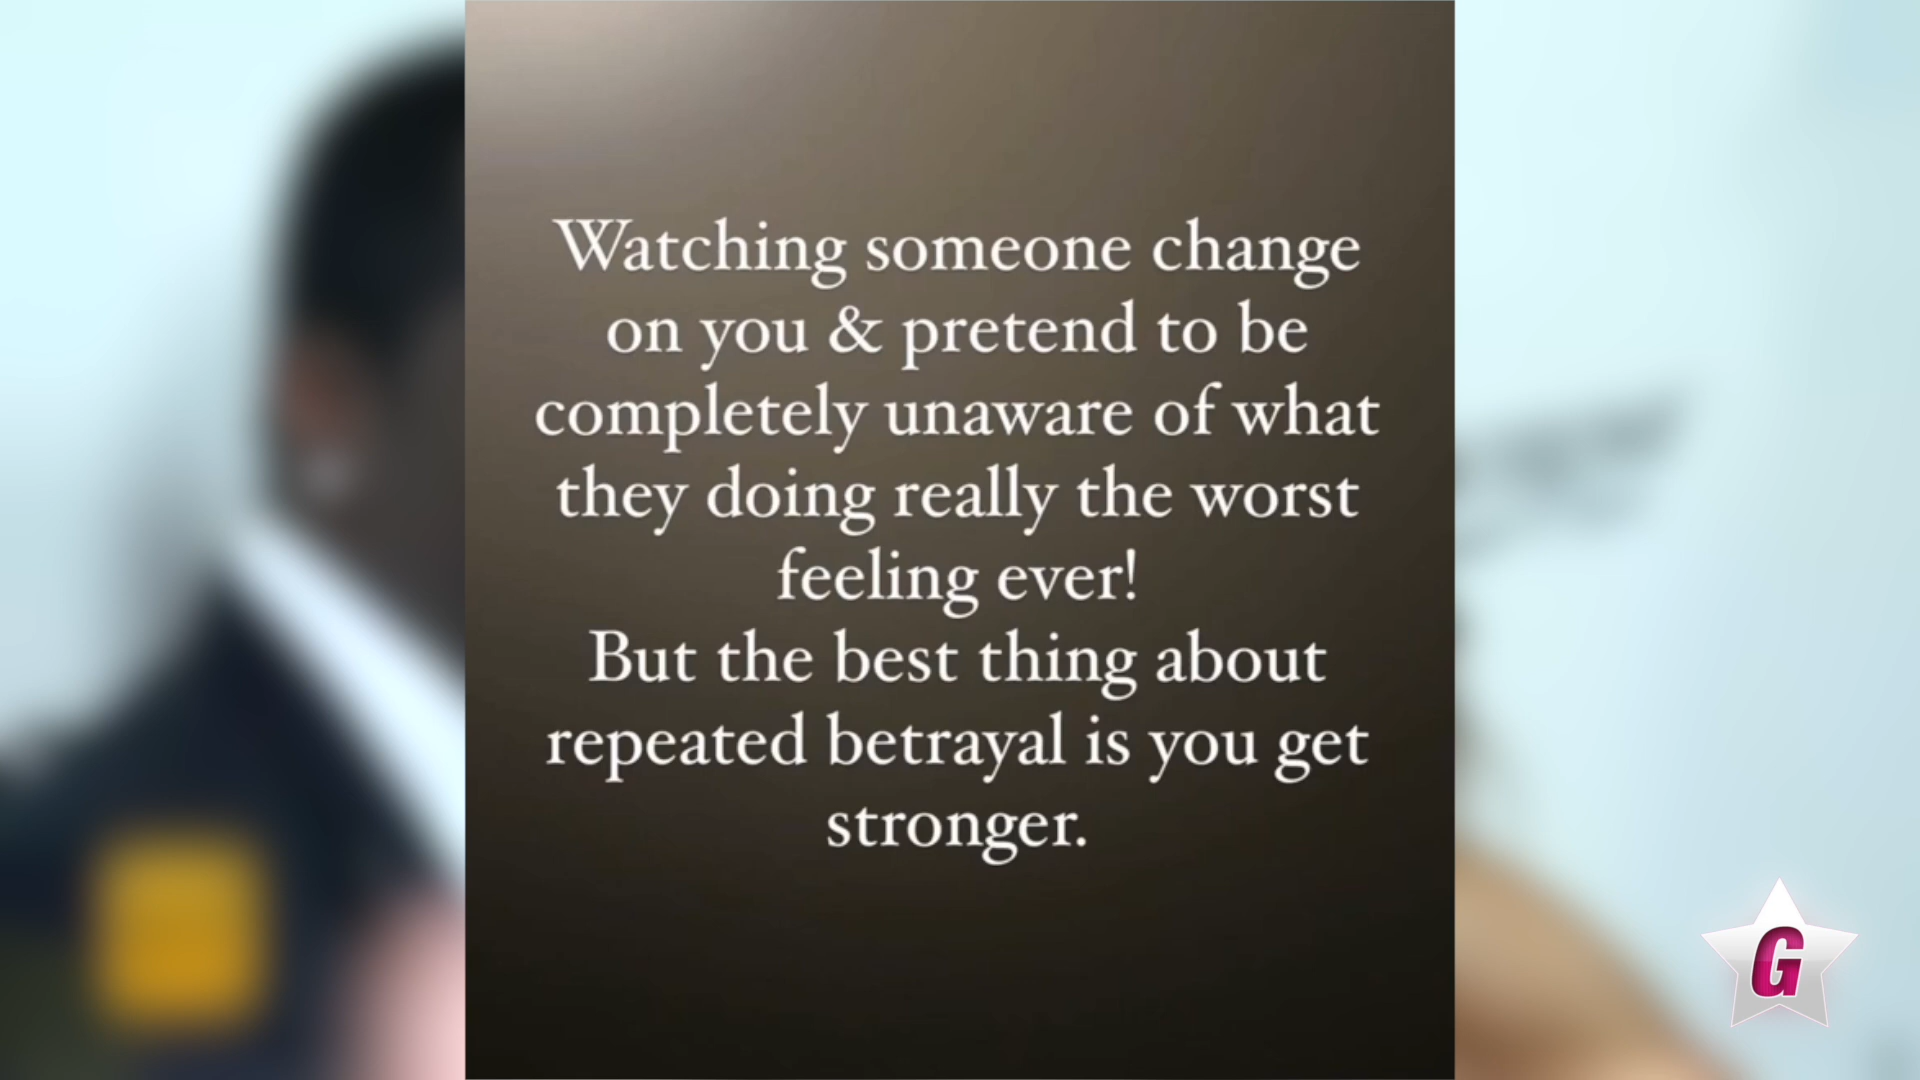 Watching someone change
on you & pretend to be
completely unaware of what
they doing really the worst
feeling ever!
But the best thing about
repeated betrayal is you get
stronger.
G